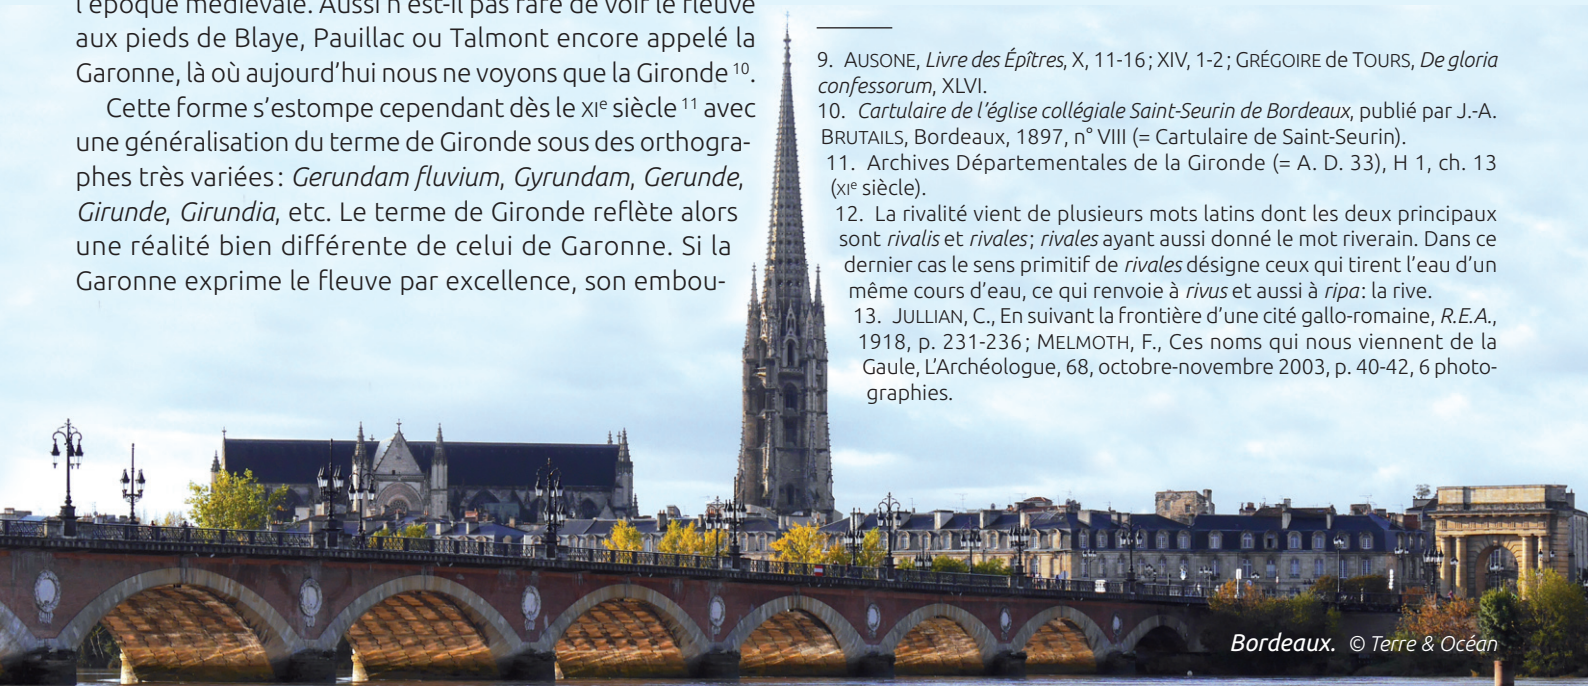 l'époque médiévale. Aussi n'est-il pas rare de voir le fleuve
aux pieds de Blaye, Pauillac ou Talmont encore appelé la
Garonne, là où aujourd'hui nous ne voyons que la Gironde 10.
Cette forme s'estompe cependant dès le XIe siècle 11 avec
une généralisation du terme de Gironde sous des orthogra-
phes très variées : Gerundam fluvium, Gyrundam, Gerunde,
Girunde, Girundia, etc. Le terme de Gironde reflète alors
une réalité bien différente de celui de Garonne. Si la
Garonne exprime le fleuve par excellence, son embou-
9. AUSONE, Livre des Épîtres, X, 11-16 ; XIV, 1-2 ; GRÉGOIRE de TOURS, De gloria
confessorum, XLVI.
10. Cartulaire de l'église collégiale Saint-Seurin de Bordeaux, publié par J.-A.
BRUTAILS, Bordeaux, 1897, n° VIII (= Cartulaire de Saint-Seurin).
11. Archives Départementales de la Gironde (= A. D. 33), H 1, ch. 13
(XIe siècle).
12. La rivalité vient de plusieurs mots latins dont les deux principaux
sont rivalis et rivales ; rivales ayant aussi donné le mot riverain. Dans ce
dernier cas le sens primitif de rivales désigne ceux qui tirent l'eau d'un
même cours d'eau, ce qui renvoie à rivus et aussi à ripa : la rive.
13. JULLIAN, C., En suivant la frontière d'une cité gallo-romaine, R.E.A.,
1918, p. 231-236 ; MELMOTH, F., Ces noms qui nous viennent de la
Gaule, L'Archéologue, 68, octobre-novembre 2003, p. 40-42, 6 photo-
graphies.
Bordeaux. © Terre & Océan